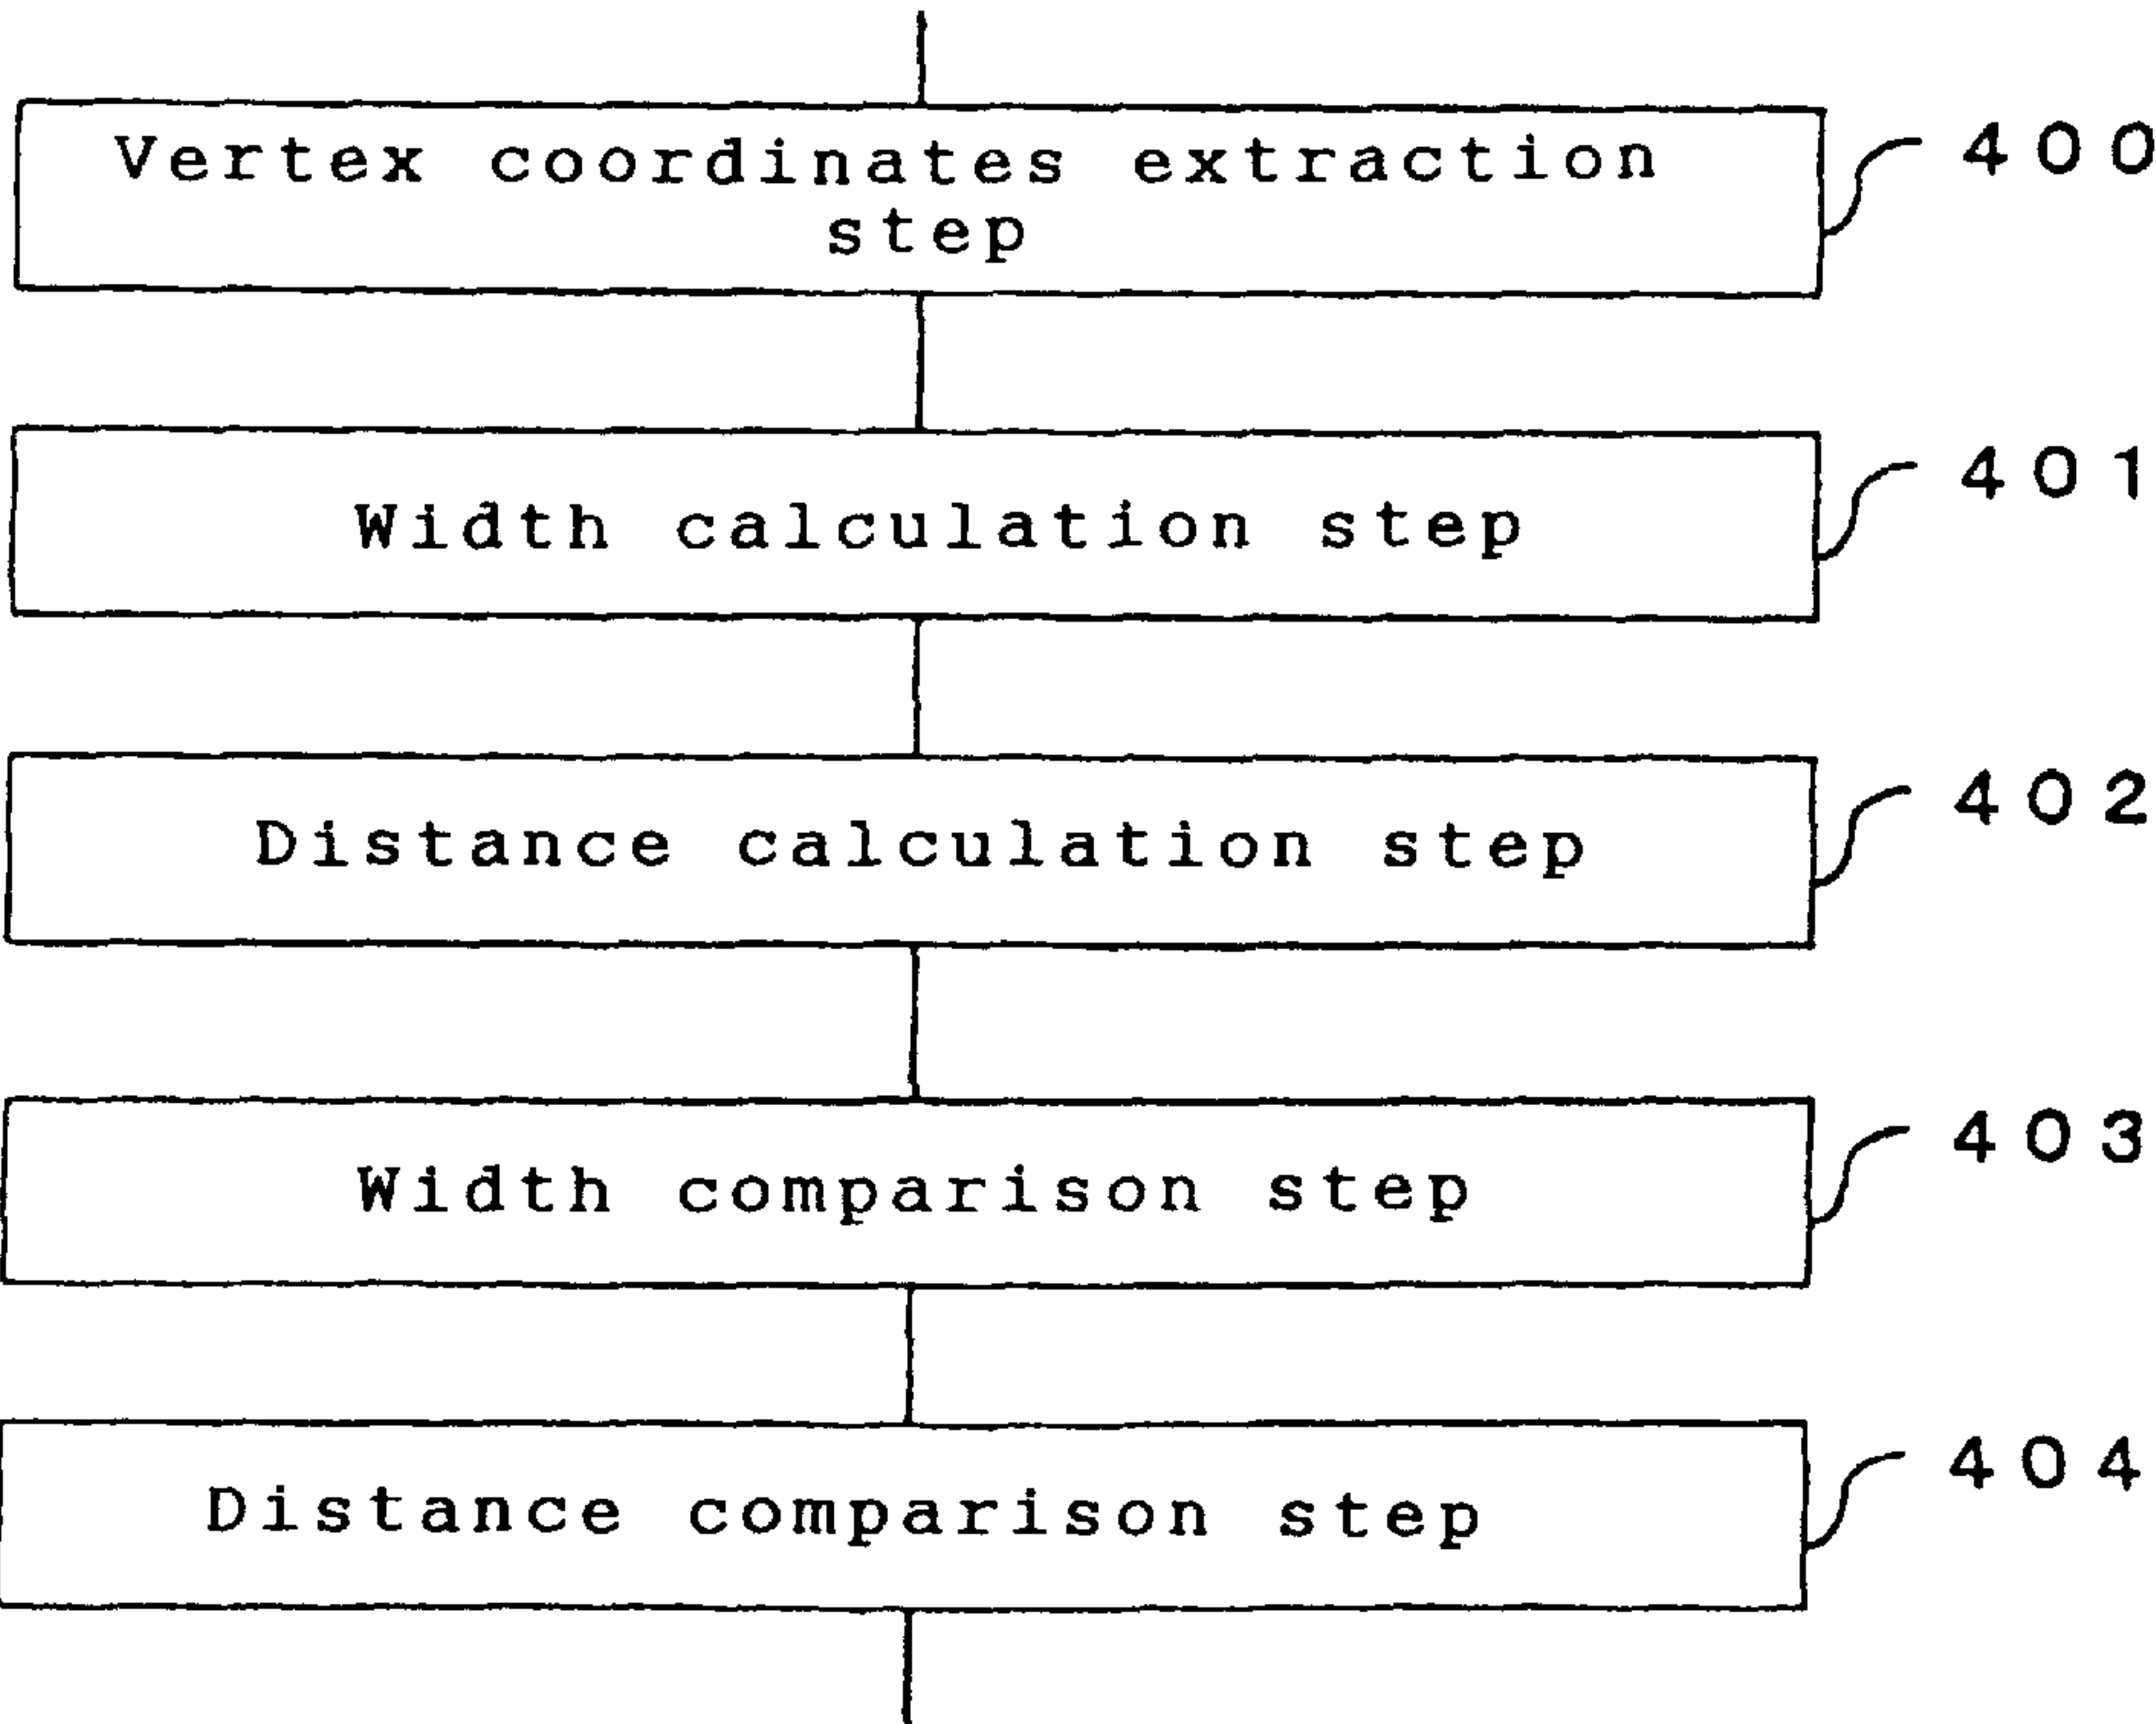 Vertex coordinates extraction
step
400
Width calculation step
401
Distance calculation step
402
Width comparison step
403
Distance comparison step
404